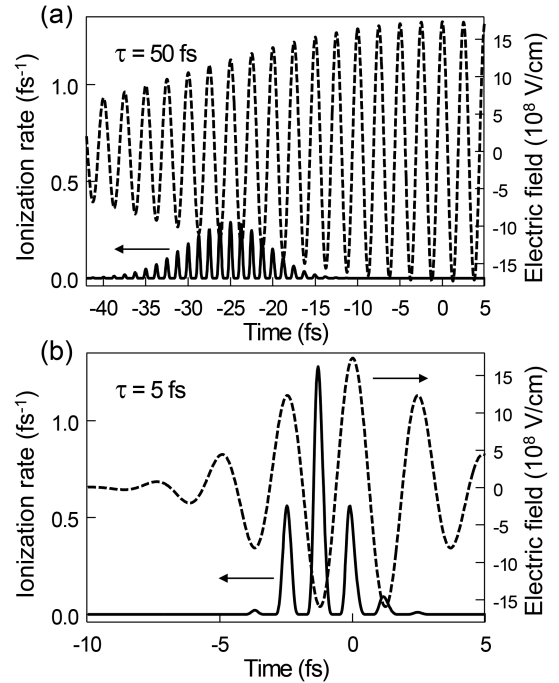 (a)
τ = 50 fs
Ionization rate (fs⁻¹)
1.0
0.5
0.0
Electric field (10⁸ V/cm)
15
10
5
0
-5
-10
-15
-40 -35 -30 -25 -20 -15 -10 -5 0 5
Time (fs)
(b)
τ = 5 fs
Ionization rate (fs⁻¹)
1.0
0.5
0.0
Electric field (10⁸ V/cm)
15
10
5
0
-5
-10
-15
-10 -5 0 5
Time (fs)